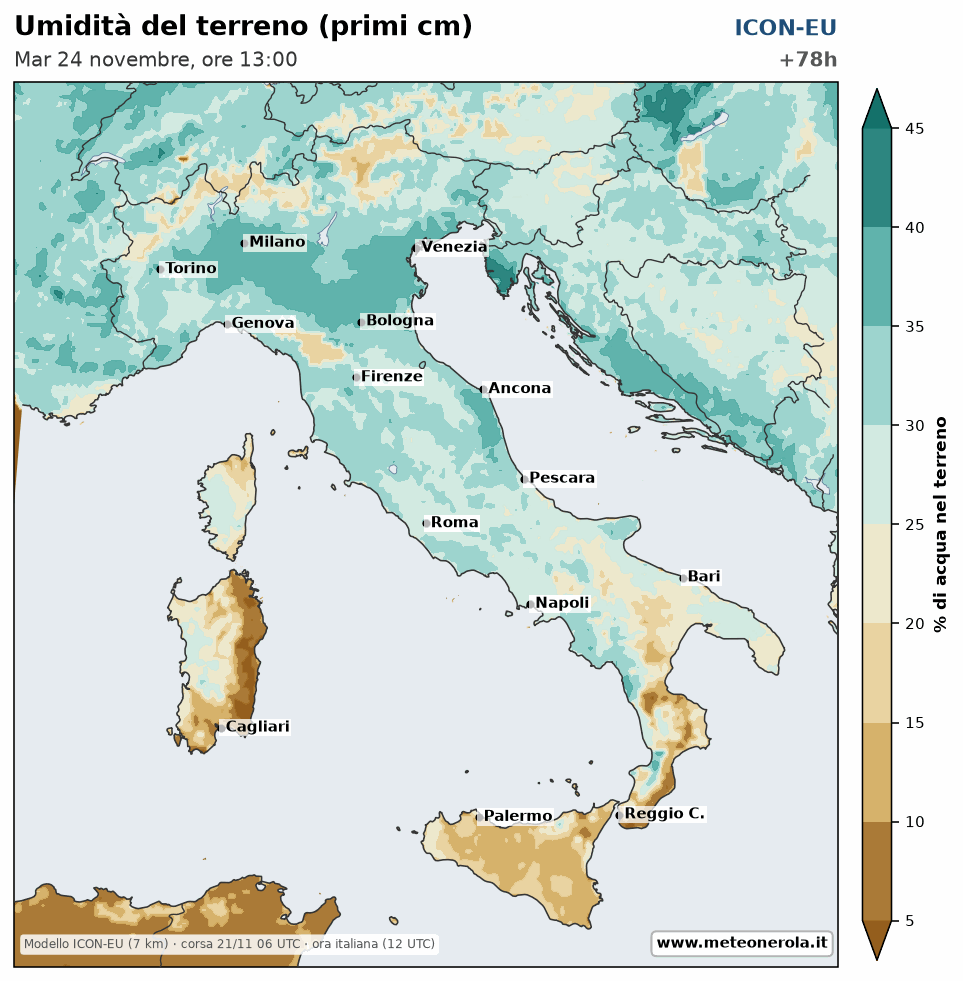 Umidità del terreno (primi cm)
ICON-EU
Mar 24 novembre, ore 13:00
+78h
Milano
Venezia
Torino
Genova
Bologna
Firenze
Ancona
Pescara
Roma
Bari
Napoli
Cagliari
Palermo
Reggio C.
45
40
35
30
25
20
15
10
5
% di acqua nel terreno
Modello ICON-EU (7 km) · corsa 21/11 06 UTC · ora italiana (12 UTC)
www.meteonerola.it